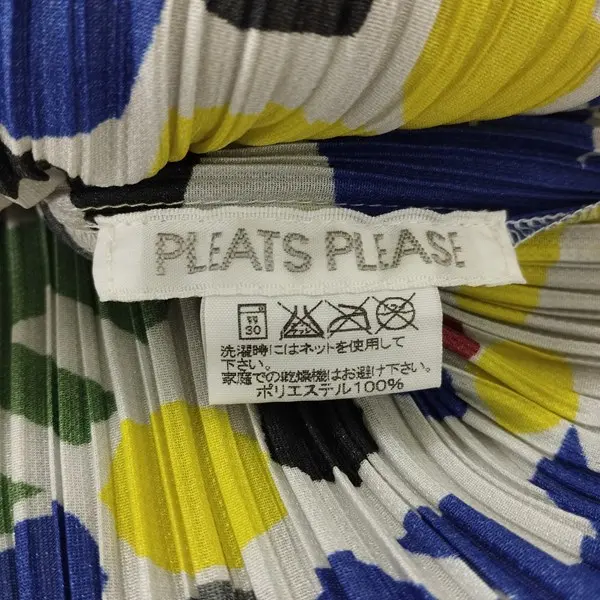 PLEATS PLEASE
弱
30
洗濯時にはネットを使用して
下さい。
家庭での乾燥機はお避け下さい。
ポリエステル100%